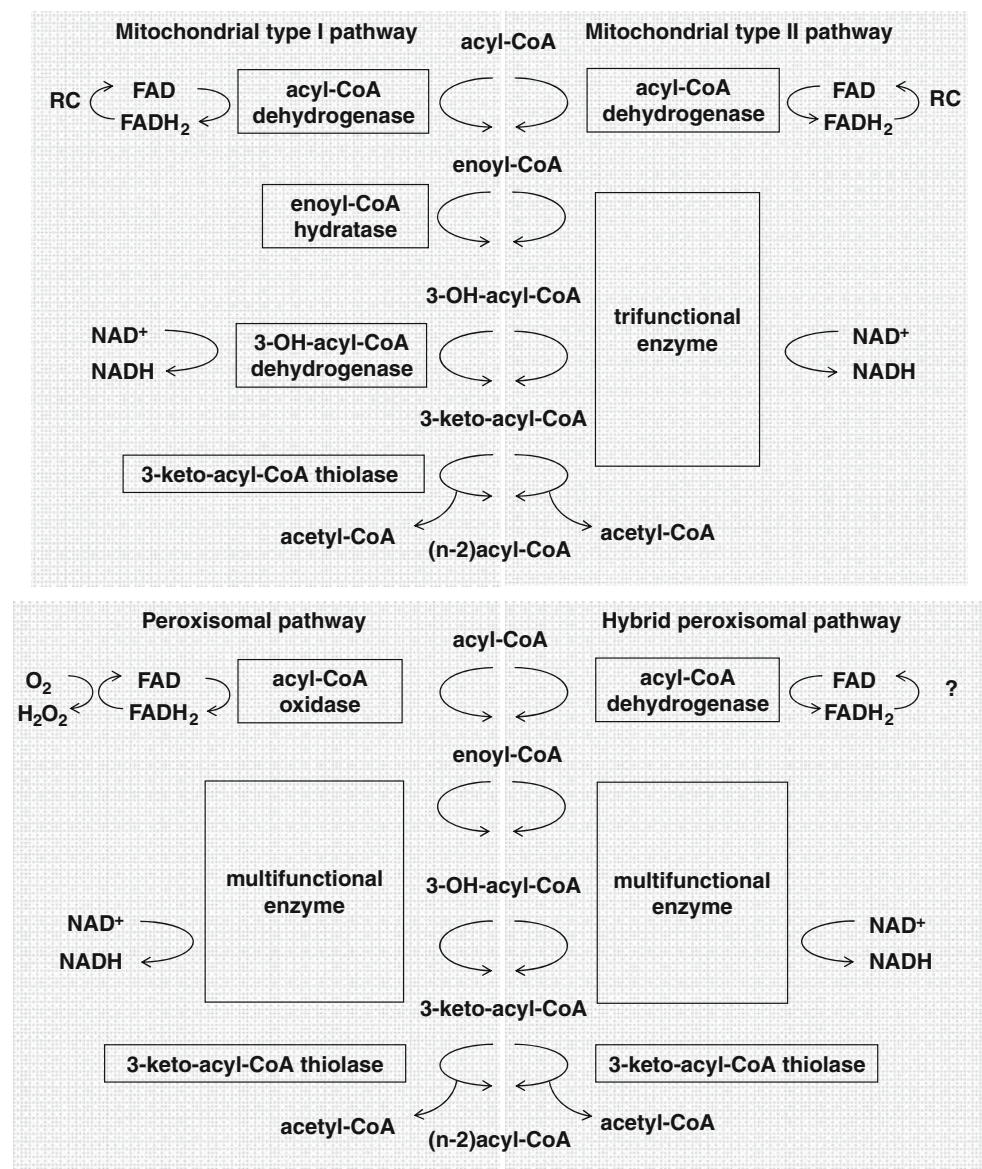 Mitochondrial type I pathway
acyl-CoA
Mitochondrial type II pathway
RC
FAD
FADH2
acyl-CoA
dehydrogenase
acyl-CoA
dehydrogenase
FAD
FADH2
RC
enoyl-CoA
enoyl-CoA
hydratase
3-OH-acyl-CoA
trifunctional
enzyme
NAD+
NADH
3-OH-acyl-CoA
dehydrogenase
NAD+
NADH
3-keto-acyl-CoA
3-keto-acyl-CoA thiolase
acetyl-CoA
(n-2)acyl-CoA
acetyl-CoA
Peroxisomal pathway
acyl-CoA
Hybrid peroxisomal pathway
O2
H2O2
FAD
FADH2
acyl-CoA
oxidase
acyl-CoA
dehydrogenase
FAD
FADH2
?
enoyl-CoA
multifunctional
enzyme
3-OH-acyl-CoA
multifunctional
enzyme
NAD+
NADH
NAD+
NADH
3-keto-acyl-CoA
3-keto-acyl-CoA thiolase
3-keto-acyl-CoA thiolase
acetyl-CoA
(n-2)acyl-CoA
acetyl-CoA